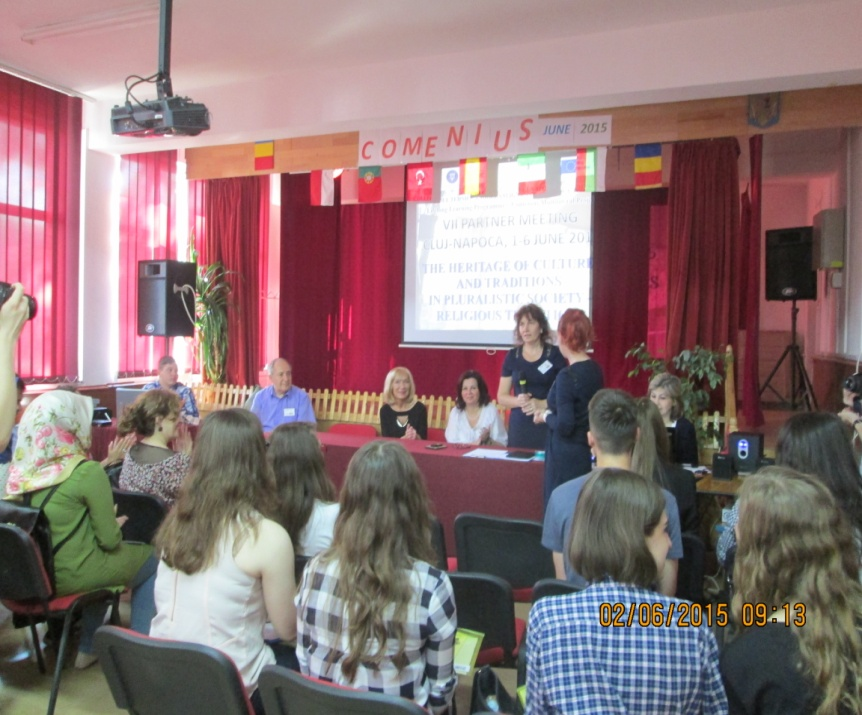 COMENIUS
JUNE 2015
VII PARTNER MEETING
CLUJ-NAPOCA, 1-6 JUNE 201
THE HERITAGE OF CULTURE
AND TRADITIONS
IN PLURALISTIC SOCIETY
RELIGIOUS
02/06/2015 09:13